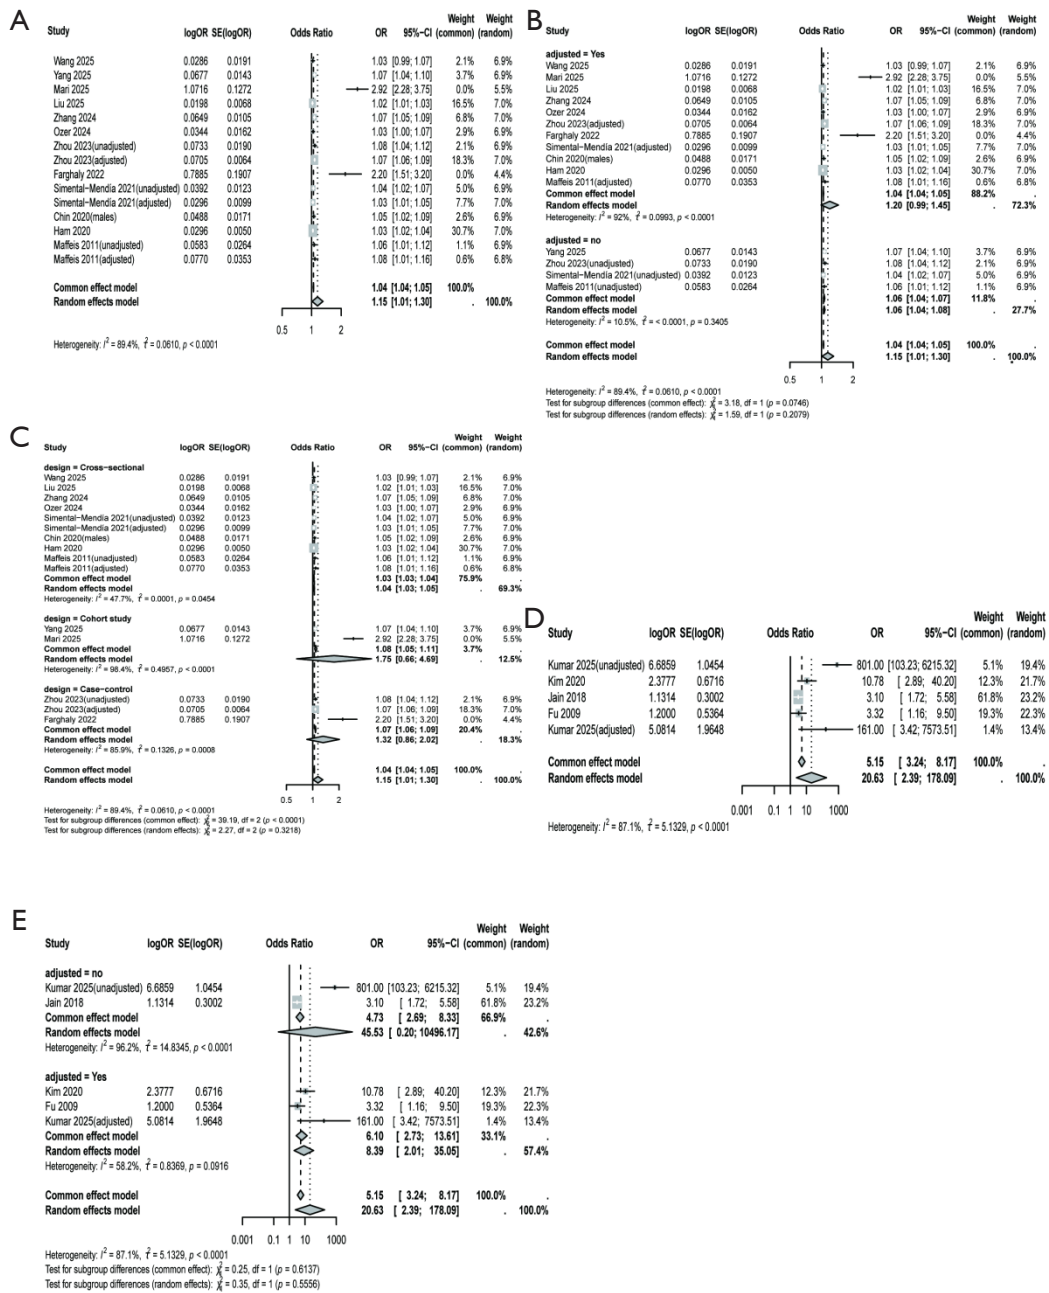 A
Weight Weight
Study logOR SE(logOR) Odds Ratio OR 95%−CI (common) (random)
Wang 2025 0.0286 0.0191 1.03 [0.99; 1.07] 2.1% 6.9%
Yang 2025 0.0677 0.0143 1.07 [1.04; 1.10] 3.7% 6.9%
Mari 2025 1.0716 0.1272 2.92 [2.28; 3.75] 0.0% 5.5%
Liu 2025 0.0198 0.0068 1.02 [1.01; 1.03] 16.5% 7.0%
Zhang 2024 0.0649 0.0105 1.07 [1.05; 1.09] 6.8% 7.0%
Ozer 2024 0.0344 0.0162 1.03 [1.00; 1.07] 2.9% 6.9%
Zhou 2023(unadjusted) 0.0733 0.0190 1.08 [1.04; 1.12] 2.1% 6.9%
Zhou 2023(adjusted) 0.0705 0.0064 1.07 [1.06; 1.09] 18.3% 7.0%
Farghaly 2022 0.7885 0.1907 2.20 [1.51; 3.20] 0.0% 4.4%
Simental−Mendía 2021(unadjusted) 0.0392 0.0123 1.04 [1.02; 1.07] 5.0% 6.9%
Simental−Mendía 2021(adjusted) 0.0296 0.0099 1.03 [1.01; 1.05] 7.7% 7.0%
Chin 2020(males) 0.0488 0.0171 1.05 [1.02; 1.09] 2.6% 6.9%
Ham 2020 0.0296 0.0050 1.03 [1.02; 1.04] 30.7% 7.0%
Maffeis 2011(unadjusted) 0.0583 0.0264 1.06 [1.01; 1.12] 1.1% 6.9%
Maffeis 2011(adjusted) 0.0770 0.0353 1.08 [1.01; 1.16] 0.6% 6.8%
Common effect model 1.04 [1.04; 1.05] 100.0% .
Random effects model 1.15 [1.01; 1.30] . 100.0%
0.5 1 2
Heterogeneity: I² = 89.4%, τ² = 0.0610, p < 0.0001
B
Weight Weight
Study logOR SE(logOR) Odds Ratio OR 95%−CI (common) (random)
adjusted = Yes
Wang 2025 0.0286 0.0191 1.03 [0.99; 1.07] 2.1% 6.9%
Mari 2025 1.0716 0.1272 2.92 [2.28; 3.75] 0.0% 5.5%
Liu 2025 0.0198 0.0068 1.02 [1.01; 1.03] 16.5% 7.0%
Zhang 2024 0.0649 0.0105 1.07 [1.05; 1.09] 6.8% 7.0%
Ozer 2024 0.0344 0.0162 1.03 [1.00; 1.07] 2.9% 6.9%
Zhou 2023(adjusted) 0.0705 0.0064 1.07 [1.06; 1.09] 18.3% 7.0%
Farghaly 2022 0.7885 0.1907 2.20 [1.51; 3.20] 0.0% 4.4%
Simental−Mendía 2021(adjusted) 0.0296 0.0099 1.03 [1.01; 1.05] 7.7% 7.0%
Chin 2020(males) 0.0488 0.0171 1.05 [1.02; 1.09] 2.6% 6.9%
Ham 2020 0.0296 0.0050 1.03 [1.02; 1.04] 30.7% 7.0%
Maffeis 2011(adjusted) 0.0770 0.0353 1.08 [1.01; 1.16] 0.6% 6.8%
Common effect model 1.04 [1.04; 1.05] 88.2% .
Random effects model 1.20 [0.99; 1.45] . 72.3%
Heterogeneity: I² = 92%, τ² = 0.0993, p < 0.0001
adjusted = no
Yang 2025 0.0677 0.0143 1.07 [1.04; 1.10] 3.7% 6.9%
Zhou 2023(unadjusted) 0.0733 0.0190 1.08 [1.04; 1.12] 2.1% 6.9%
Simental−Mendía 2021(unadjusted) 0.0392 0.0123 1.04 [1.02; 1.07] 5.0% 6.9%
Maffeis 2011(unadjusted) 0.0583 0.0264 1.06 [1.01; 1.12] 1.1% 6.9%
Common effect model 1.06 [1.04; 1.07] 11.8% .
Random effects model 1.06 [1.04; 1.08] . 27.7%
Heterogeneity: I² = 10.5%, τ² = < 0.0001, p = 0.3405
Common effect model 1.04 [1.04; 1.05] 100.0% .
Random effects model 1.15 [1.01; 1.30] . 100.0%
0.5 1 2
Heterogeneity: I² = 89.4%, τ² = 0.0610, p < 0.0001
Test for subgroup differences (common effect): χ²₁ = 3.18, df = 1 (p = 0.0746)
Test for subgroup differences (random effects): χ²₁ = 1.59, df = 1 (p = 0.2079)
C
Weight Weight
Study logOR SE(logOR) Odds Ratio OR 95%−CI (common) (random)
design = Cross−sectional
Wang 2025 0.0286 0.0191 1.03 [0.99; 1.07] 2.1% 6.9%
Liu 2025 0.0198 0.0068 1.02 [1.01; 1.03] 16.5% 7.0%
Zhang 2024 0.0649 0.0105 1.07 [1.05; 1.09] 6.8% 7.0%
Ozer 2024 0.0344 0.0162 1.03 [1.00; 1.07] 2.9% 6.9%
Simental−Mendía 2021(unadjusted) 0.0392 0.0123 1.04 [1.02; 1.07] 5.0% 6.9%
Simental−Mendía 2021(adjusted) 0.0296 0.0099 1.03 [1.01; 1.05] 7.7% 7.0%
Chin 2020(males) 0.0488 0.0171 1.05 [1.02; 1.09] 2.6% 6.9%
Ham 2020 0.0296 0.0050 1.03 [1.02; 1.04] 30.7% 7.0%
Maffeis 2011(unadjusted) 0.0583 0.0264 1.06 [1.01; 1.12] 1.1% 6.9%
Maffeis 2011(adjusted) 0.0770 0.0353 1.08 [1.01; 1.16] 0.6% 6.8%
Common effect model 1.03 [1.03; 1.04] 75.9% .
Random effects model 1.04 [1.03; 1.05] . 69.3%
Heterogeneity: I² = 47.7%, τ² = 0.0001, p = 0.0454
design = Cohort study
Yang 2025 0.0677 0.0143 1.07 [1.04; 1.10] 3.7% 6.9%
Mari 2025 1.0716 0.1272 2.92 [2.28; 3.75] 0.0% 5.5%
Common effect model 1.08 [1.05; 1.11] 3.7% .
Random effects model 1.75 [0.66; 4.69] . 12.5%
Heterogeneity: I² = 98.4%, τ² = 0.4957, p < 0.0001
design = Case−control
Zhou 2023(unadjusted) 0.0733 0.0190 1.08 [1.04; 1.12] 2.1% 6.9%
Zhou 2023(adjusted) 0.0705 0.0064 1.07 [1.06; 1.09] 18.3% 7.0%
Farghaly 2022 0.7885 0.1907 2.20 [1.51; 3.20] 0.0% 4.4%
Common effect model 1.07 [1.06; 1.09] 20.4% .
Random effects model 1.32 [0.86; 2.02] . 18.3%
Heterogeneity: I² = 85.9%, τ² = 0.1326, p = 0.0008
Common effect model 1.04 [1.04; 1.05] 100.0% .
Random effects model 1.15 [1.01; 1.30] . 100.0%
0.5 1 2
Heterogeneity: I² = 89.4%, τ² = 0.0610, p < 0.0001
Test for subgroup differences (common effect): χ²₂ = 39.19, df = 2 (p < 0.0001)
Test for subgroup differences (random effects): χ²₂ = 2.27, df = 2 (p = 0.3218)
D
Weight Weight
Study logOR SE(logOR) Odds Ratio OR 95%−CI (common) (random)
Kumar 2025(unadjusted) 6.6859 1.0454 801.00 [103.23; 6215.32] 5.1% 19.4%
Kim 2020 2.3777 0.6716 10.78 [ 2.89; 40.20] 12.3% 21.7%
Jain 2018 1.1314 0.3002 3.10 [ 1.72; 5.58] 61.8% 23.2%
Fu 2009 1.2000 0.5364 3.32 [ 1.16; 9.50] 19.3% 22.3%
Kumar 2025(adjusted) 5.0814 1.9648 161.00 [ 3.42; 7573.51] 1.4% 13.4%
Common effect model 5.15 [ 3.24; 8.17] 100.0% .
Random effects model 20.63 [ 2.39; 178.09] . 100.0%
0.001 0.1 1 10 1000
Heterogeneity: I² = 87.1%, τ² = 5.1329, p < 0.0001
E
Weight Weight
Study logOR SE(logOR) Odds Ratio OR 95%−CI (common) (random)
adjusted = no
Kumar 2025(unadjusted) 6.6859 1.0454 801.00 [103.23; 6215.32] 5.1% 19.4%
Jain 2018 1.1314 0.3002 3.10 [ 1.72; 5.58] 61.8% 23.2%
Common effect model 4.73 [ 2.69; 8.33] 66.9% .
Random effects model 45.53 [ 0.20; 10496.17] . 42.6%
Heterogeneity: I² = 96.2%, τ² = 14.8345, p < 0.0001
adjusted = Yes
Kim 2020 2.3777 0.6716 10.78 [ 2.89; 40.20] 12.3% 21.7%
Fu 2009 1.2000 0.5364 3.32 [ 1.16; 9.50] 19.3% 22.3%
Kumar 2025(adjusted) 5.0814 1.9648 161.00 [ 3.42; 7573.51] 1.4% 13.4%
Common effect model 6.10 [ 2.73; 13.61] 33.1% .
Random effects model 8.39 [ 2.01; 35.05] . 57.4%
Heterogeneity: I² = 58.2%, τ² = 0.8369, p = 0.0916
Common effect model 5.15 [ 3.24; 8.17] 100.0% .
Random effects model 20.63 [ 2.39; 178.09] . 100.0%
0.001 0.1 1 10 1000
Heterogeneity: I² = 87.1%, τ² = 5.1329, p < 0.0001
Test for subgroup differences (common effect): χ²₁ = 0.25, df = 1 (p = 0.6137)
Test for subgroup differences (random effects): χ²₁ = 0.35, df = 1 (p = 0.5556)